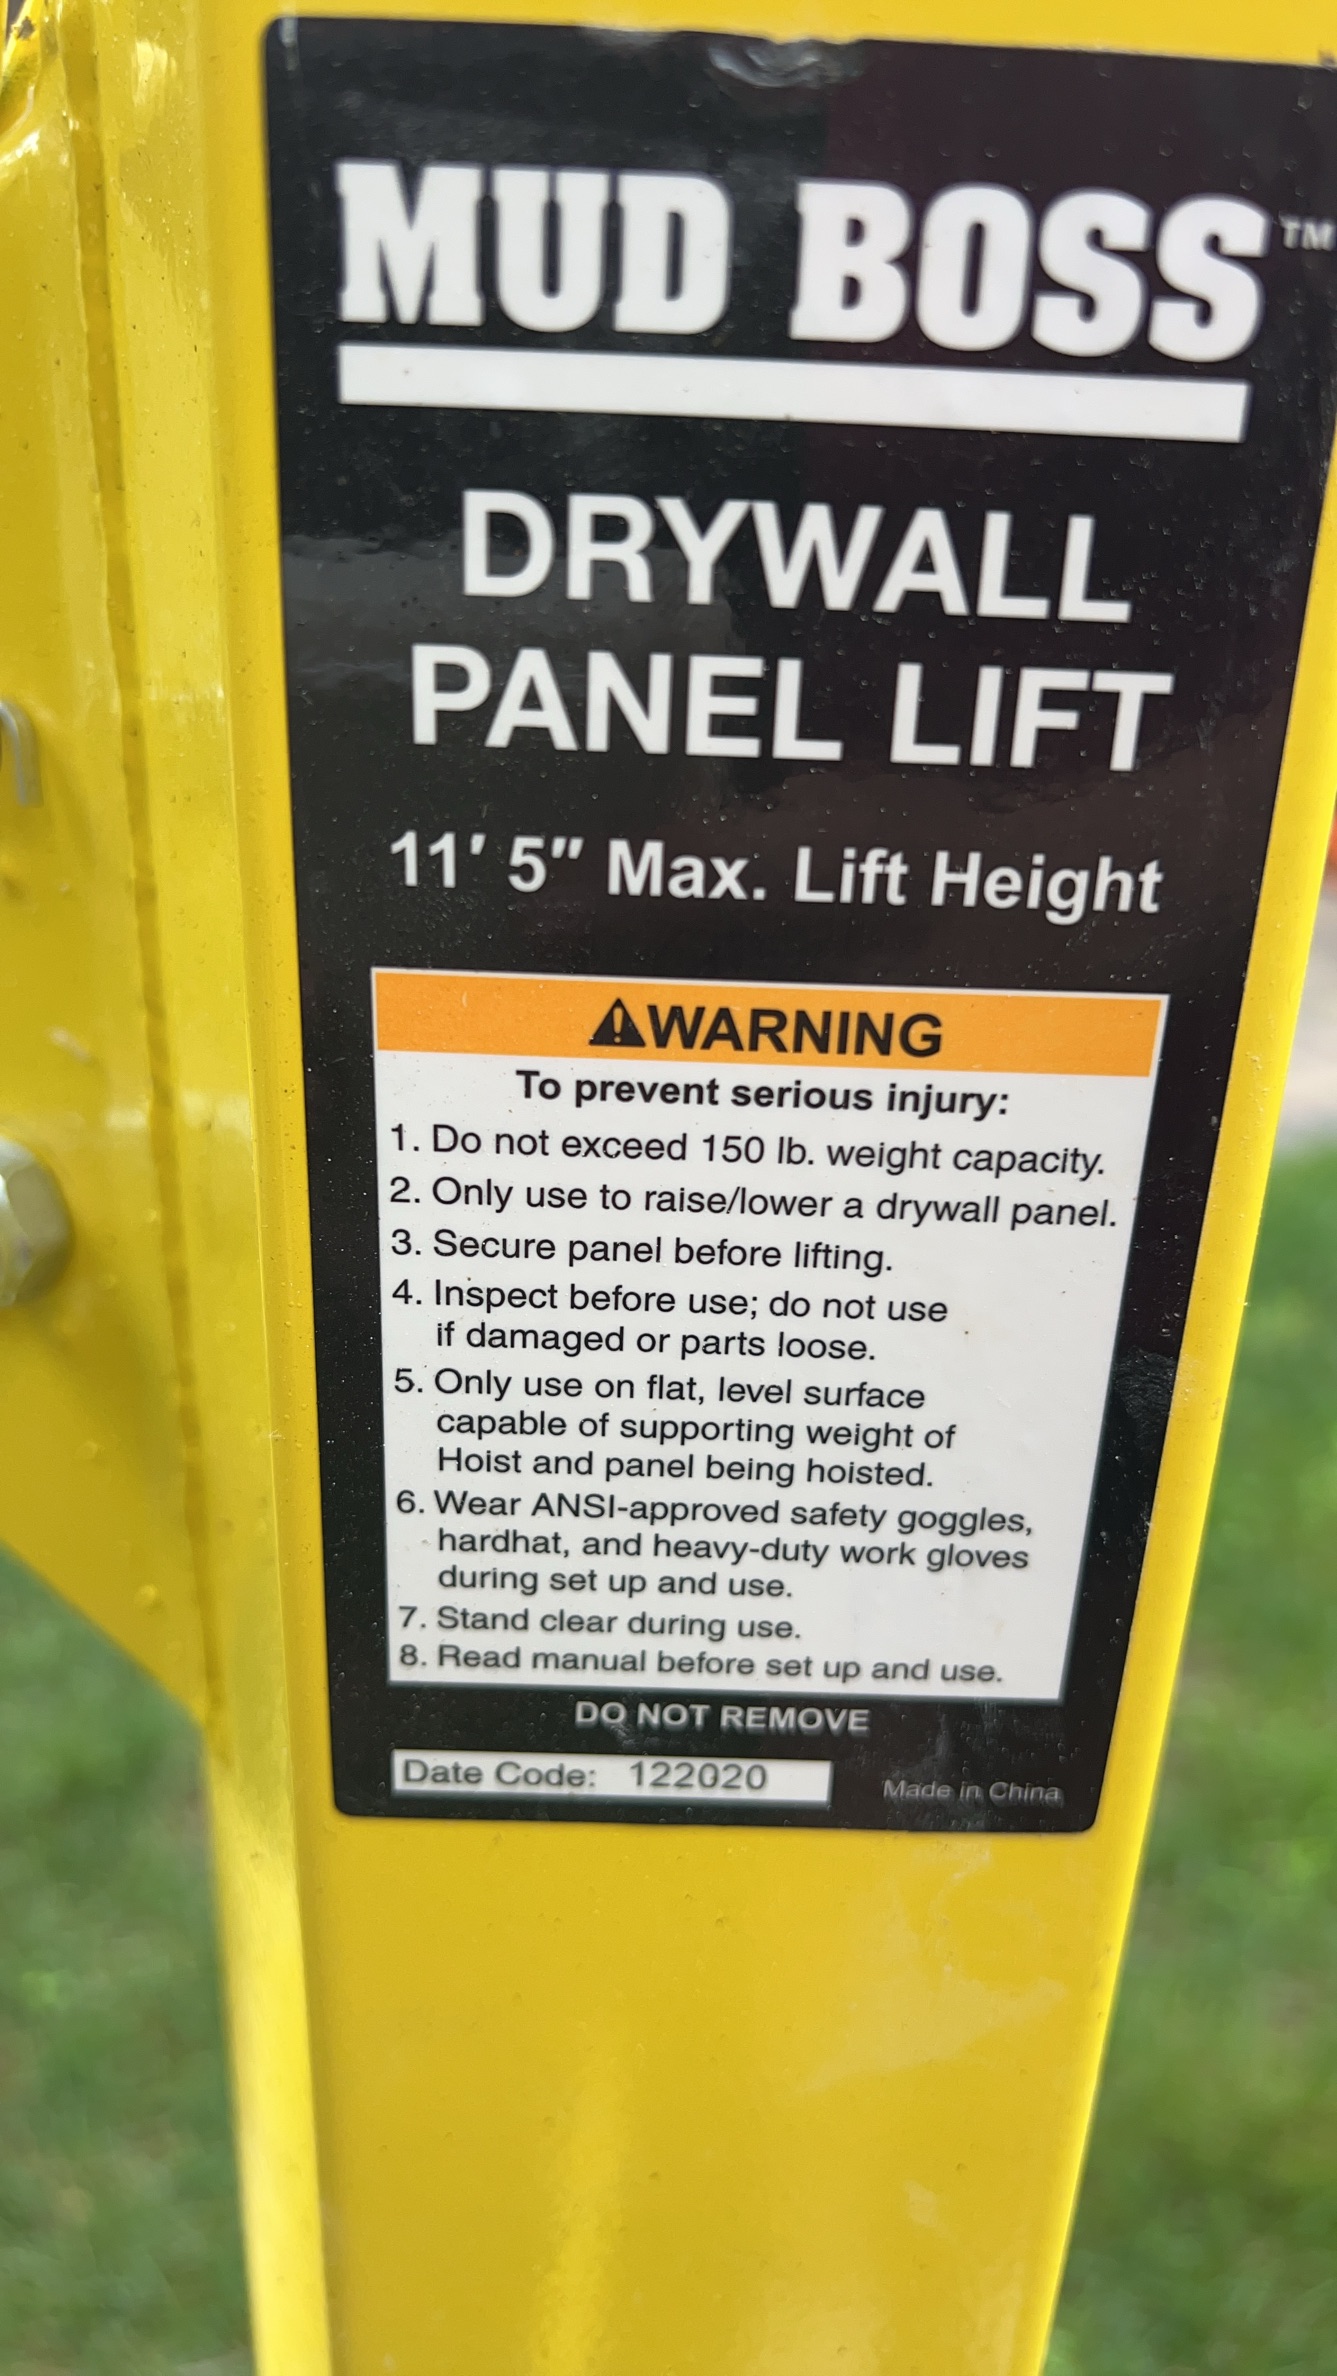 MUD BOSS™
DRYWALL
PANEL LIFT
11' 5" Max. Lift Height
⚠WARNING
To prevent serious injury:
1. Do not exceed 150 lb. weight capacity.
2. Only use to raise/lower a drywall panel.
3. Secure panel before lifting.
4. Inspect before use; do not use
if damaged or parts loose.
5. Only use on flat, level surface
capable of supporting weight of
Hoist and panel being hoisted.
6. Wear ANSI-approved safety goggles,
hardhat, and heavy-duty work gloves
during set up and use.
7. Stand clear during use.
8. Read manual before set up and use.
DO NOT REMOVE
Date Code: 122020
Made in China